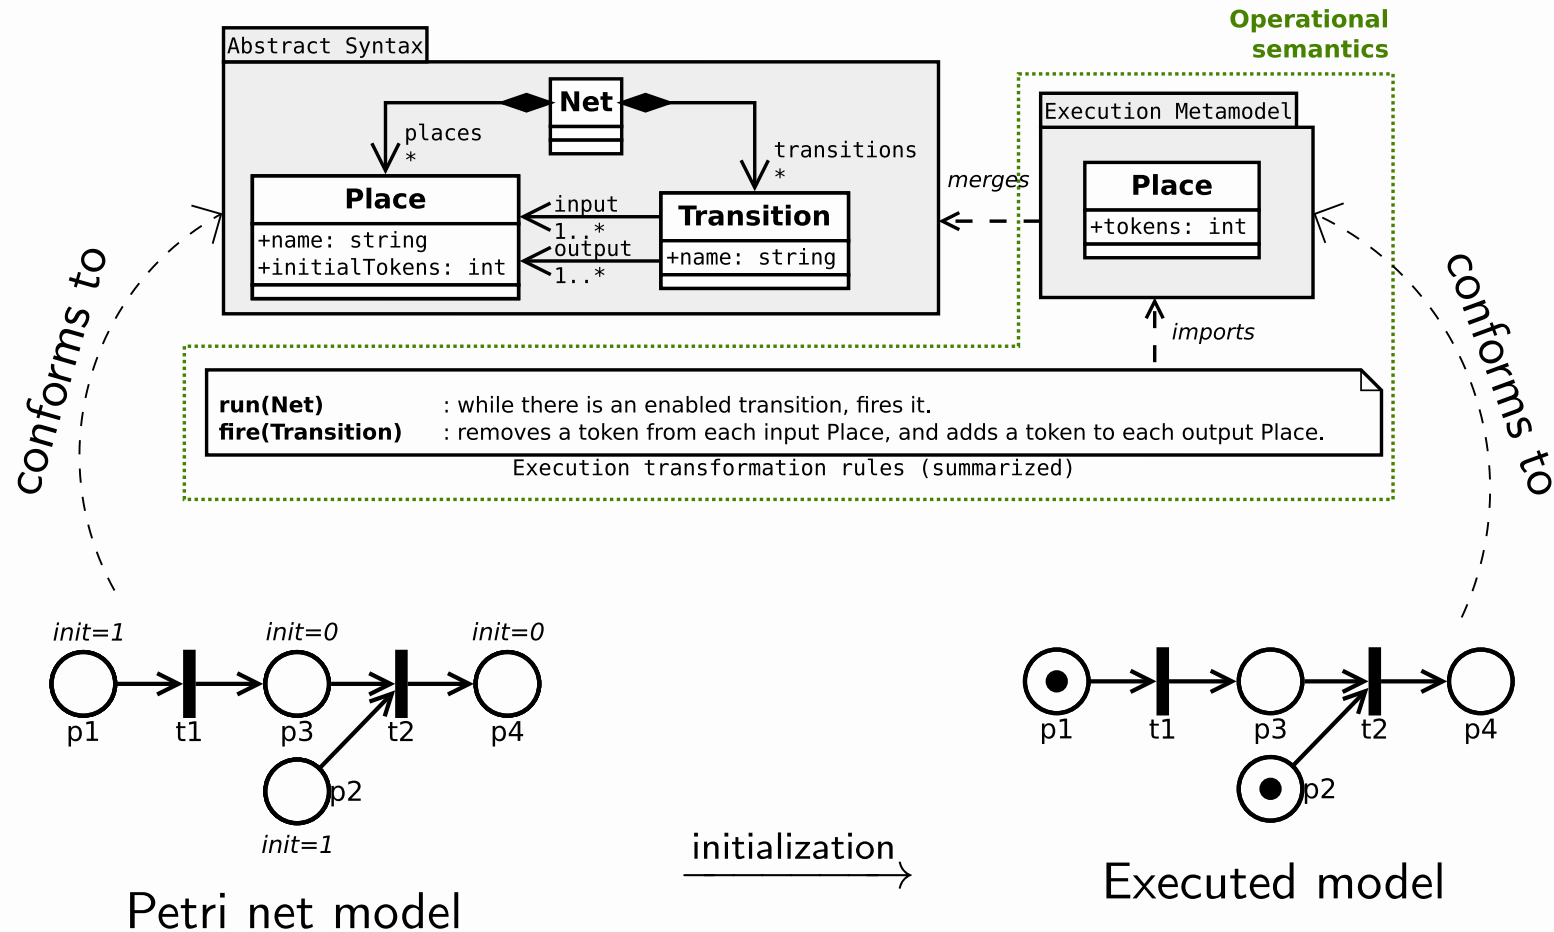 Operational
semantics
Abstract Syntax
Net
places
*
transitions
*
Place
+name: string
+initialTokens: int
input
1..*
output
1..*
Transition
+name: string
merges
Execution Metamodel
Place
+tokens: int
imports
conforms to
conforms to
run(Net) : while there is an enabled transition, fires it.
fire(Transition) : removes a token from each input Place, and adds a token to each output Place.
Execution transformation rules (summarized)
init=1
init=0
init=0
p1
t1
p3
t2
p4
p2
init=1
Petri net model
initialization
p1
t1
p3
t2
p4
p2
Executed model